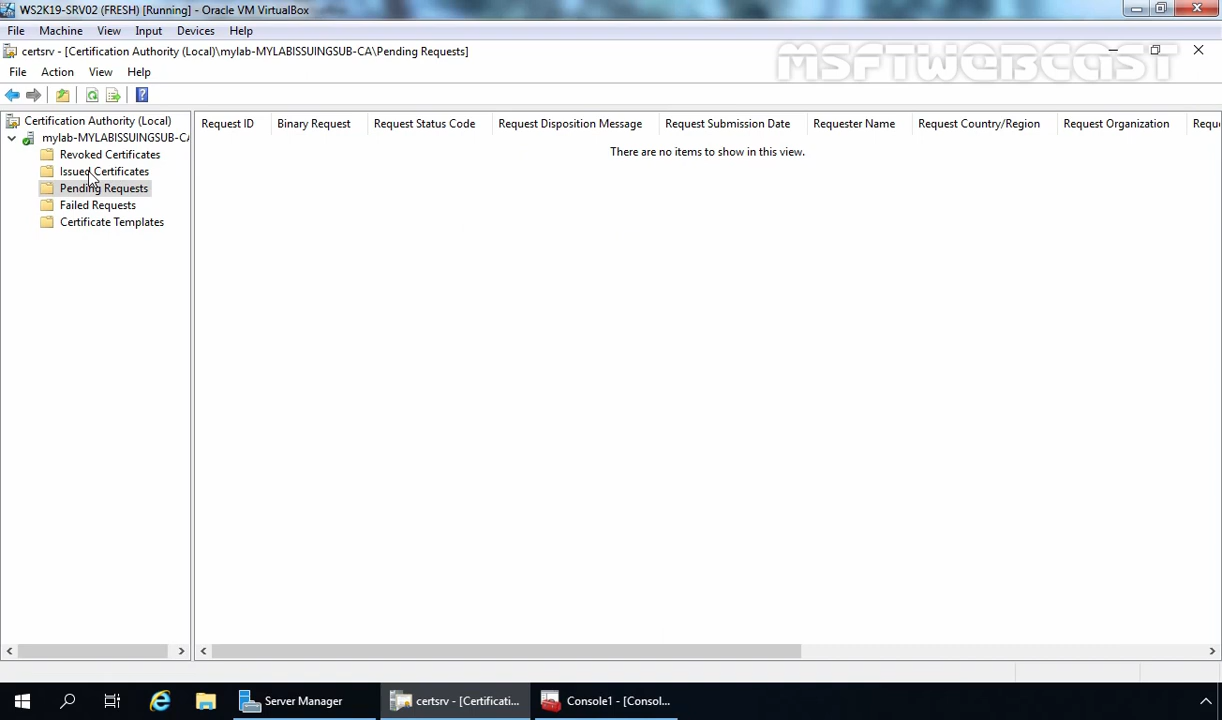 WS2K19-SRV02 (FRESH) [Running] - Oracle VM VirtualBox
File Machine View Input Devices Help
certsrv - [Certification Authority (Local)\mylab-MYLABISSUINGSUB-CA\Pending Requests]
MSFTWEBCAST
File Action View Help
Certification Authority (Local)
mylab-MYLABISSUINGSUB-CA
Revoked Certificates
Issued Certificates
Pending Requests
Failed Requests
Certificate Templates
Request ID Binary Request Request Status Code Request Disposition Message Request Submission Date Requester Name Request Country/Region Request Organization Reque
There are no items to show in this view.
Server Manager
certsrv - [Certificati...
Console1 - [Consol...